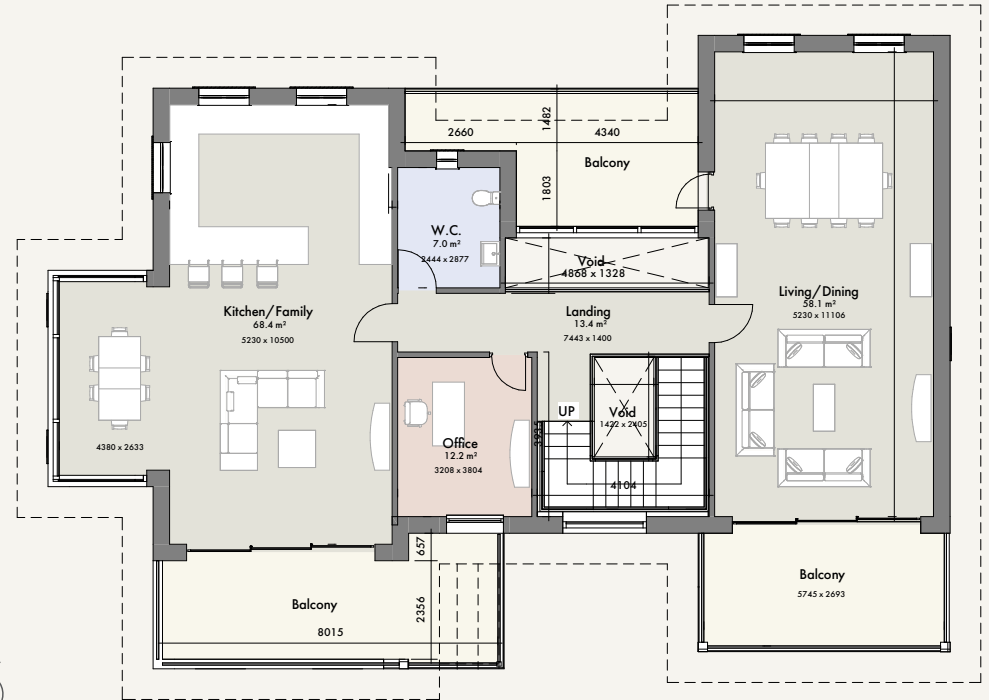 1482
2660
4340
Balcony
1803
W.C.
7.0 m²
2444 x 2877
Void
4868 x 1328
Living/Dining
58.1 m²
5230 x 11106
Kitchen/Family
68.4 m²
5230 x 10500
Landing
13.4 m²
7443 x 1400
UP
Void
1422 x 2405
3935
4380 x 2633
Office
12.2 m²
3208 x 3804
4104
657
Balcony
8015
2356
Balcony
5745 x 2693